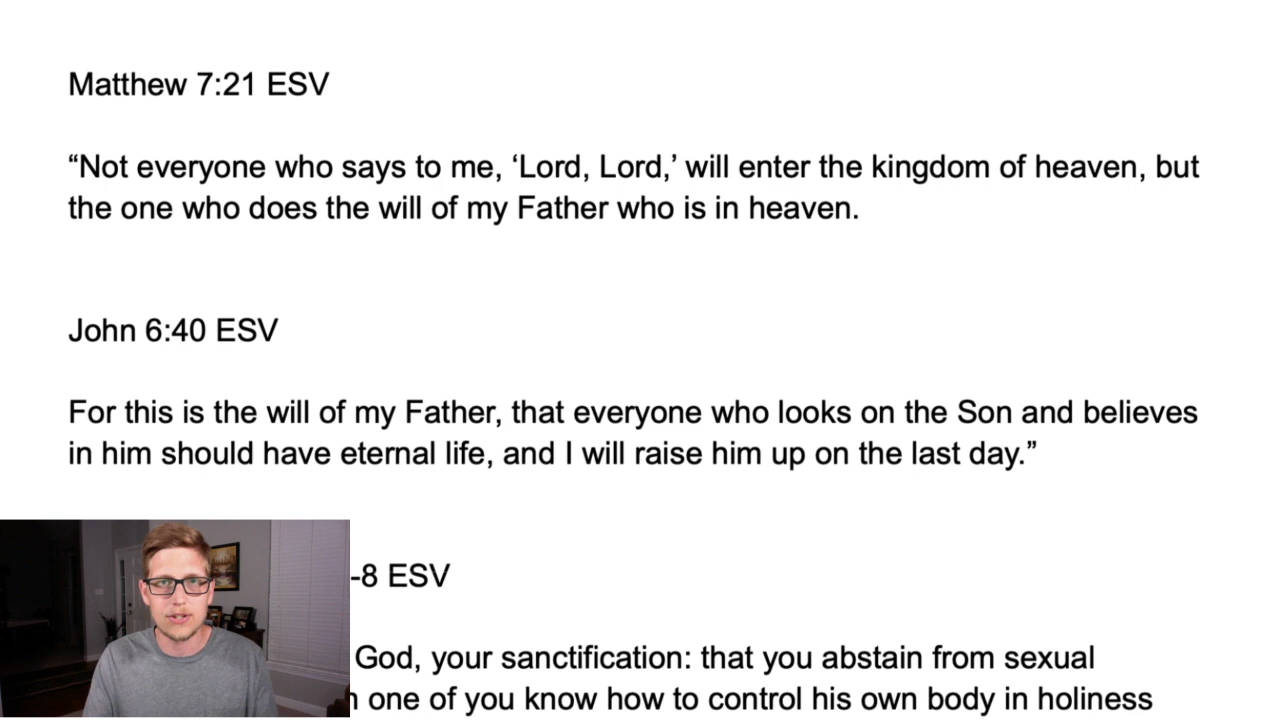 Matthew 7:21 ESV
“Not everyone who says to me, ‘Lord, Lord,’ will enter the kingdom of heaven, but
the one who does the will of my Father who is in heaven.
John 6:40 ESV
For this is the will of my Father, that everyone who looks on the Son and believes
in him should have eternal life, and I will raise him up on the last day.”
-8 ESV
God, your sanctification: that you abstain from sexual
one of you know how to control his own body in holiness